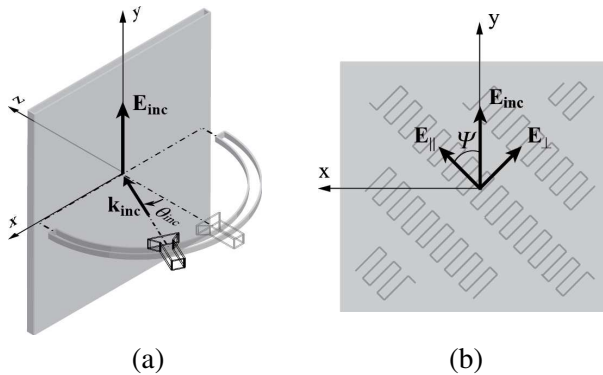 y
z
E_inc
x
k_inc
θ_inc
(a)
y
E_inc
E_∥
Ψ
E_⊥
x
(b)